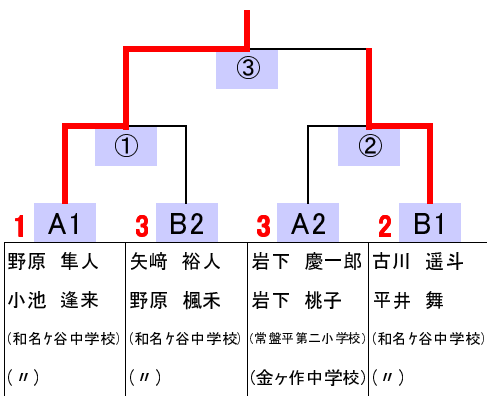 ③
① ②
1 A1 3 B2 3 A2 2 B1
野原 隼人 矢﨑 裕人 岩下 慶一郎 古川 遥斗
小池 逢来 野原 楓禾 岩下 桃子 平井 舞
(和名ケ谷中学校) (和名ケ谷中学校) (常盤平第二小学校) (和名ケ谷中学校)
(〃) (〃) (金ヶ作中学校) (〃)